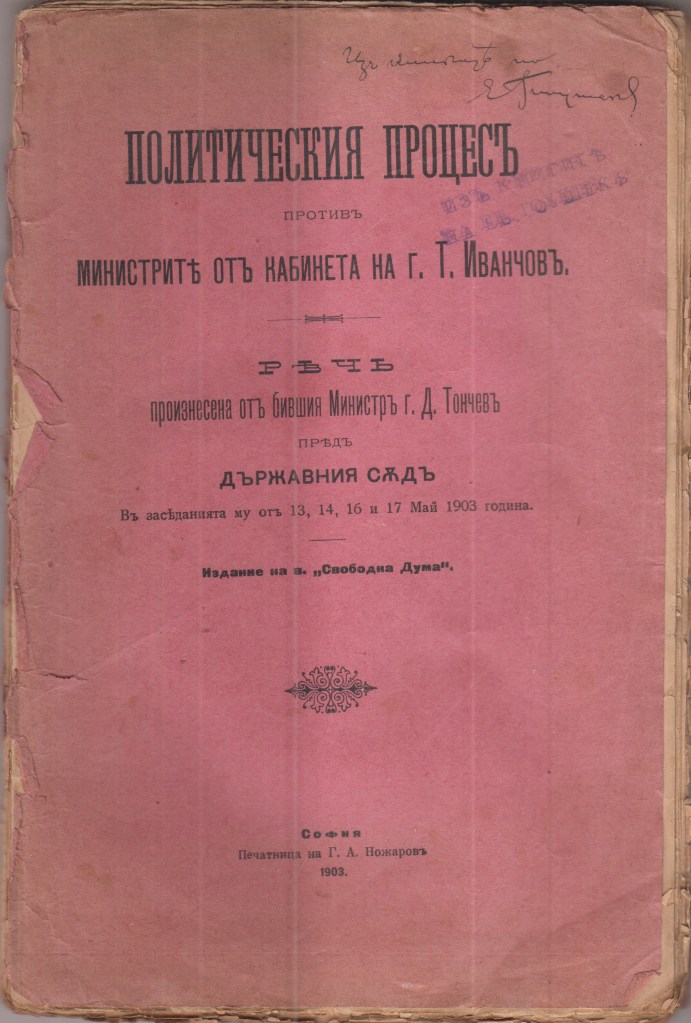 ПОЛИТИЧЕСКИЯ ПРОЦЕСЪ
ПРОТИВЪ
МИНИСТРИТѢ ОТЪ КАБИНЕТА НА Г. Т. ИВАНЧОВЪ.
РѢЧЬ
произнесена отъ бившия Министръ г. Д. Тончевъ
ПРѢДЪ
ДЪРЖАВНИЯ СѪДЪ
Въ засѣданията му отъ 13, 14, 16 и 17 Май 1903 година.
Издание на в. „Свободна Дума“.
София
Печатница на Г. А. Ножаровъ
1903.